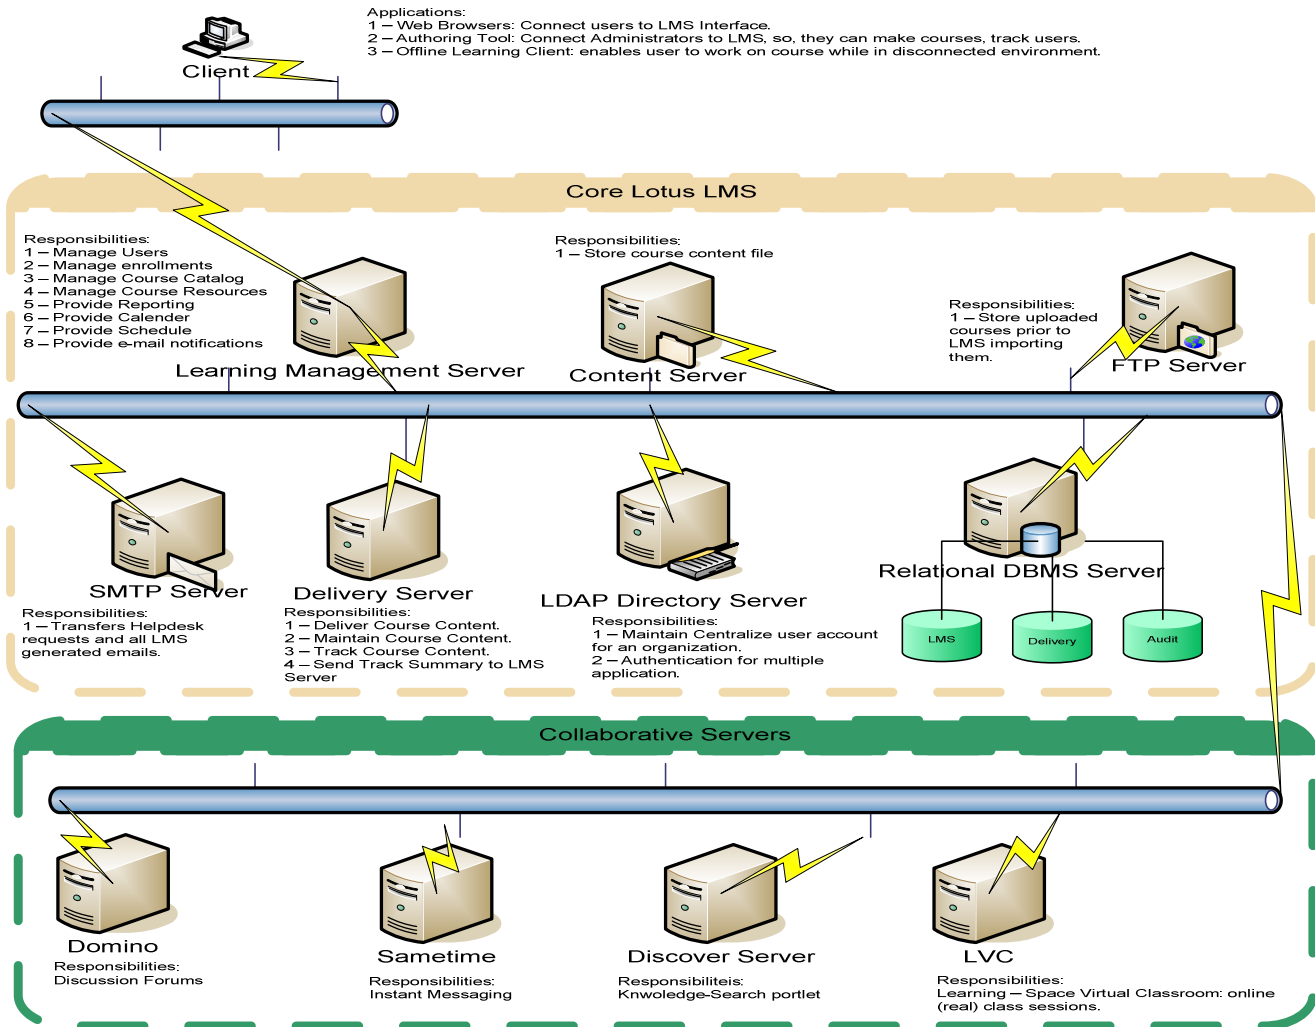 Applications:
1 – Web Browsers: Connect users to LMS Interface.
2 – Authoring Tool: Connect Administrators to LMS, so, they can make courses, track users.
3 – Offline Learning Client: enables user to work on course while in disconnected environment.
Client
Core Lotus LMS
Responsibilities:
1 – Manage Users
2 – Manage enrollments
3 – Manage Course Catalog
4 – Manage Course Resources
5 – Provide Reporting
6 – Provide Calender
7 – Provide Schedule
8 – Provide e-mail notifications
Learning Management Server
Responsibilities:
1 – Store course content file
Content Server
Responsibilities:
1 – Store uploaded
courses prior to
LMS importing
them.
FTP Server
SMTP Server
Responsibilities:
1 – Transfers Helpdesk
requests and all LMS
generated emails.
Delivery Server
Responsibilities:
1 – Deliver Course Content.
2 – Maintain Course Content.
3 – Track Course Content.
4 – Send Track Summary to LMS
Server
LDAP Directory Server
Responsibilities:
1 – Maintain Centralize user account
for an organization.
2 – Authentication for multiple
application.
Relational DBMS Server
LMS
Delivery
Audit
Collaborative Servers
Domino
Responsibilities:
Discussion Forums
Sametime
Responsibilities:
Instant Messaging
Discover Server
Responsibiliteis:
Knwoledge-Search portlet
LVC
Responsibilities:
Learning – Space Virtual Classroom: online
(real) class sessions.